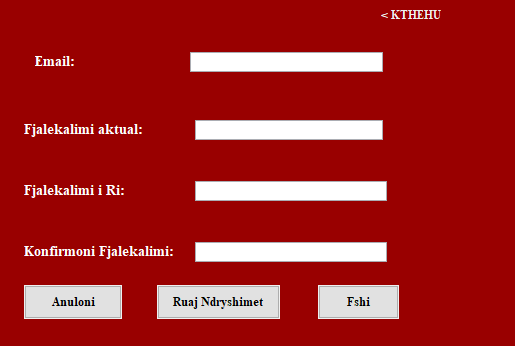 < KTHEHU
Email:
Fjalekalimi aktual:
Fjalekalimi i Ri:
Konfirmoni Fjalekalimi:
Anuloni
Ruaj Ndryshimet
Fshi